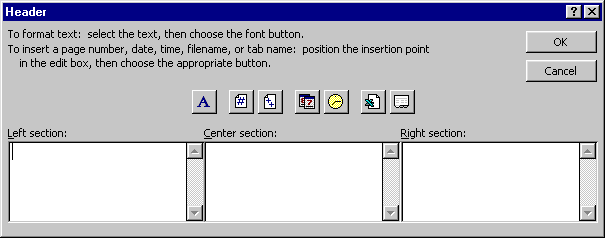 Header
To format text: select the text, then choose the font button.
To insert a page number, date, time, filename, or tab name: position the insertion point
in the edit box, then choose the appropriate button.
OK
Cancel
A
#
Left section:
Center section:
Right section: